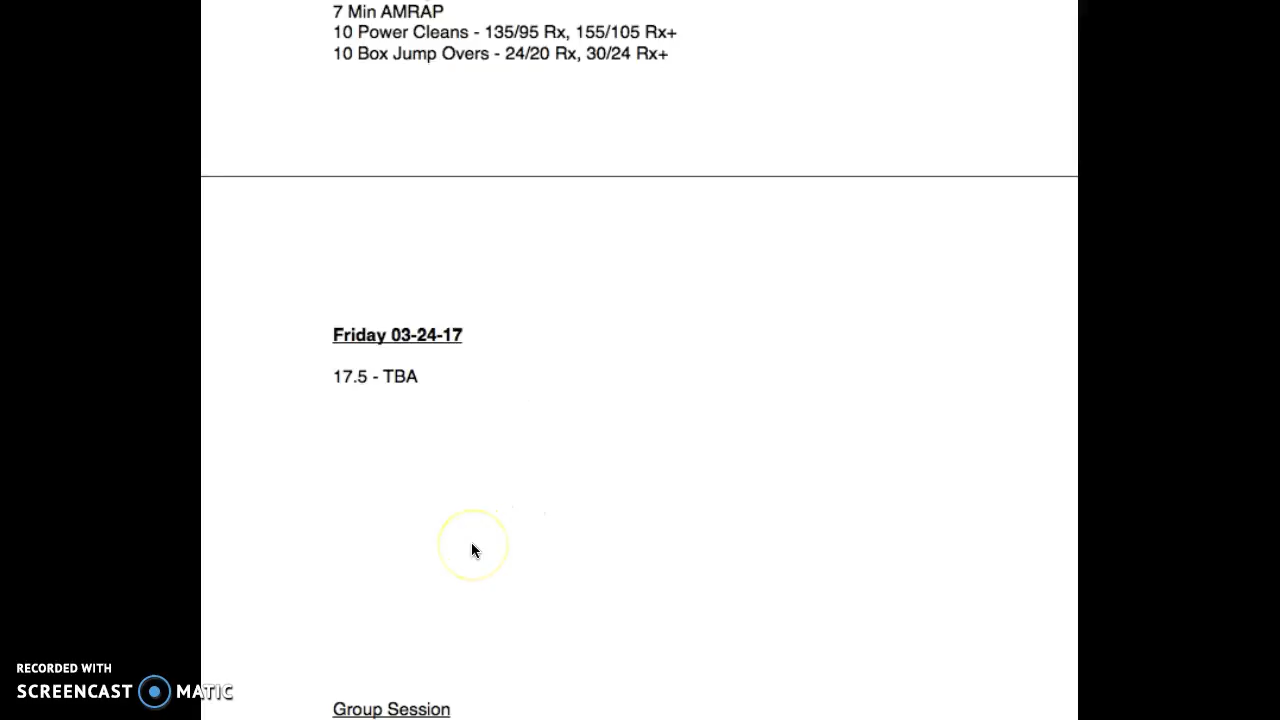 7 Min AMRAP
10 Power Cleans - 135/95 Rx, 155/105 Rx+
10 Box Jump Overs - 24/20 Rx, 30/24 Rx+
Friday 03-24-17
17.5 - TBA
Group Session
RECORDED WITH
SCREENCAST MATIC